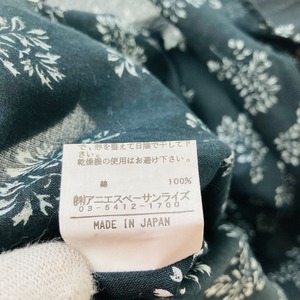 で、形を整えて日陰で干して下さい。
乾燥機の使用はお避け下さい。
綿 100%
㈱アニエスベーサンライズ
03-5412-1700
MADE IN JAPAN